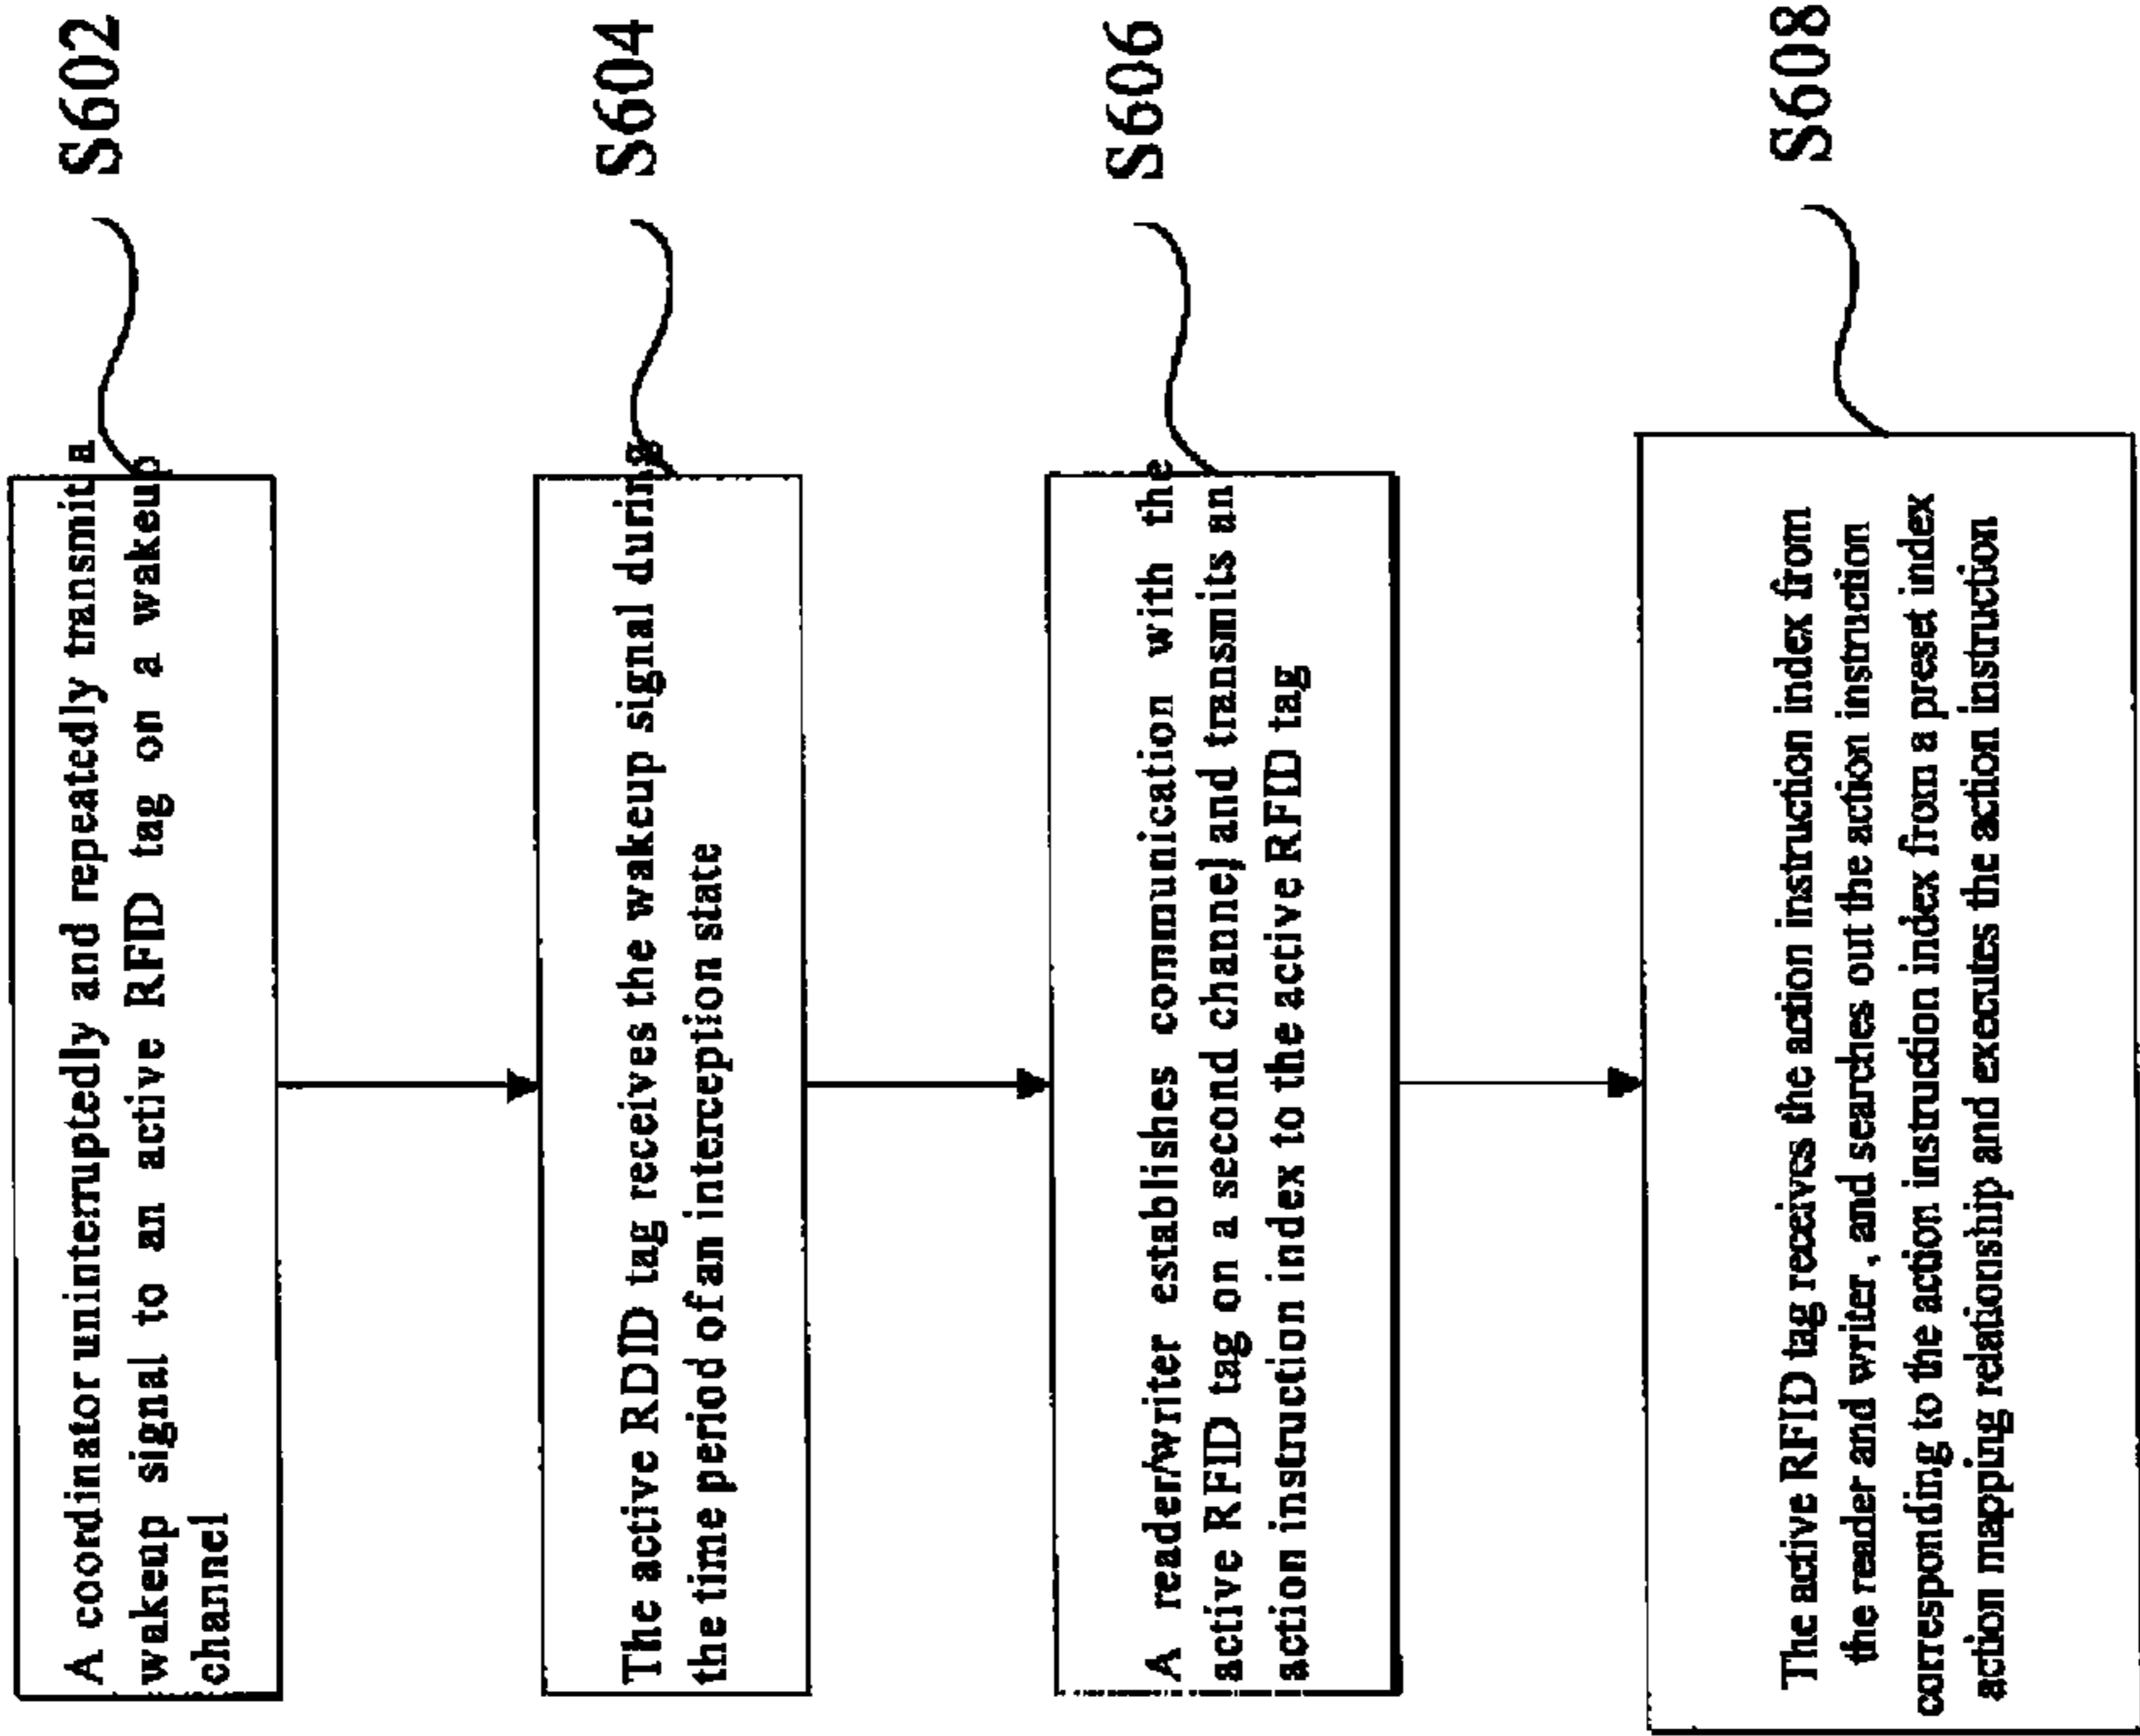 A coordinator uninterruptedly and repeatedly transmit a
wakeup signal to an active RFID tag on a wakeup
channel
S602
The active RDID tag receives the wakeup signal during
the time period of an interception state
S604
A reader/writer establishes communication with the
active RFID tag on a second channel and transmits an
action instruction index to the active RFID tag
S606
The active RFID tag receives the action instruction index from
the reader and writer, and searches out the action instruction
corresponding to the action instruction index from a preset index
action mapping relationship and executes the action instruction
S608